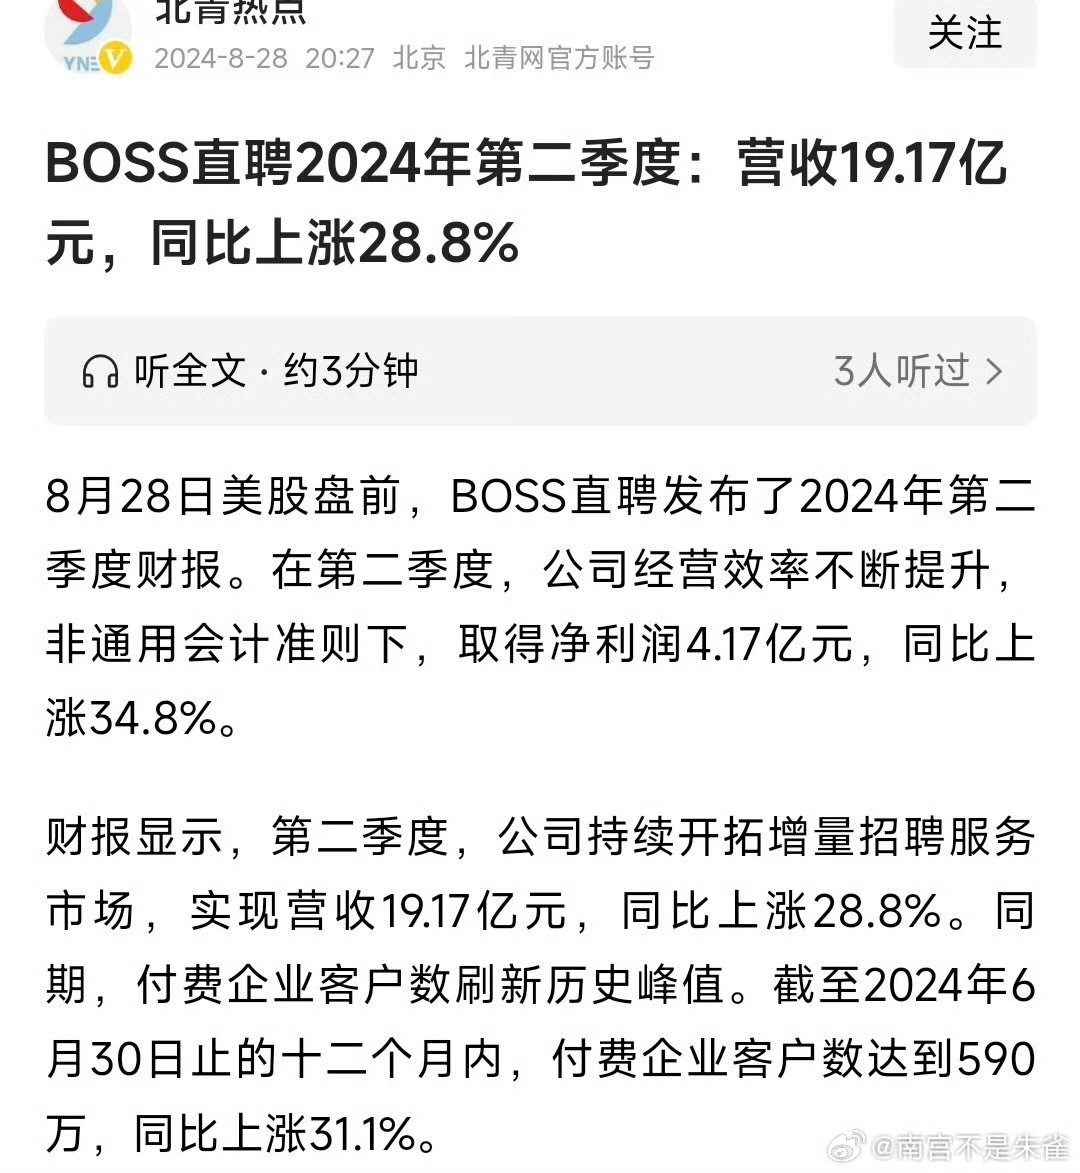 北青热点
YNE V
2024-8-28 20:27 北京 北青网官方账号
关注
BOSS直聘2024年第二季度：营收19.17亿
元，同比上涨28.8%
听全文 · 约3分钟
3人听过 >
8月28日美股盘前，BOSS直聘发布了2024年第二
季度财报。在第二季度，公司经营效率不断提升，
非通用会计准则下，取得净利润4.17亿元，同比上
涨34.8%。
财报显示，第二季度，公司持续开拓增量招聘服务
市场，实现营收19.17亿元，同比上涨28.8%。同
期，付费企业客户数刷新历史峰值。截至2024年6
月30日止的十二个月内，付费企业客户数达到590
万，同比上涨31.1%。
@南宫不是朱雀